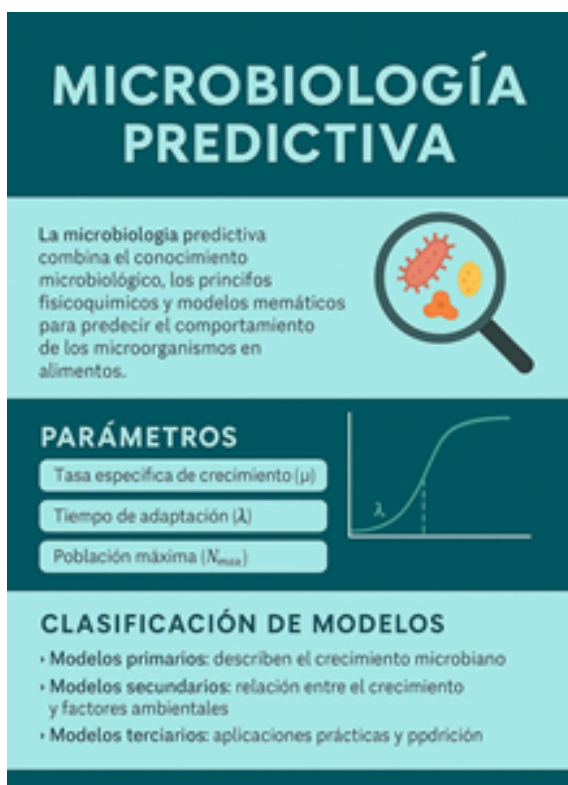 MICROBIOLOGÍA
PREDICTIVA
La microbiologia predictiva
combina el conocimiento
microbiológico, los princifos
fisicoquimicos y modelos memáticos
para predecir el comportamiento
de los microorganismos en
alimentos.
PARÁMETROS
Tasa especifica de crecimiento (μ)
Tiempo de adaptación (λ)
Población máxima (Nmax)
λ
CLASIFICACIÓN DE MODELOS
› Modelos primarios: describen el crecimiento microbiano
› Modelos secundarios: relación entre el crecimiento
y factores ambientales
› Modelos terciarios: aplicaciones prácticas y ppdrición